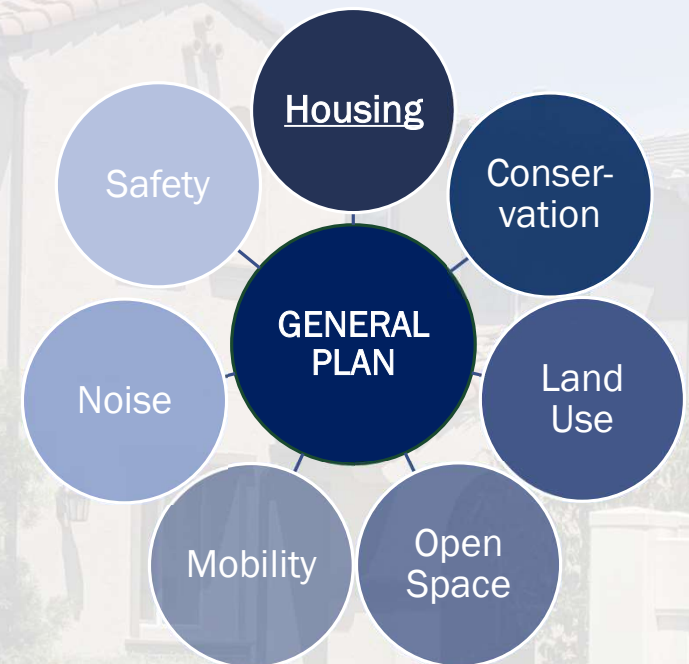 Housing
Conser-
vation
Land
Use
Open
Space
Mobility
Noise
Safety
GENERAL
PLAN